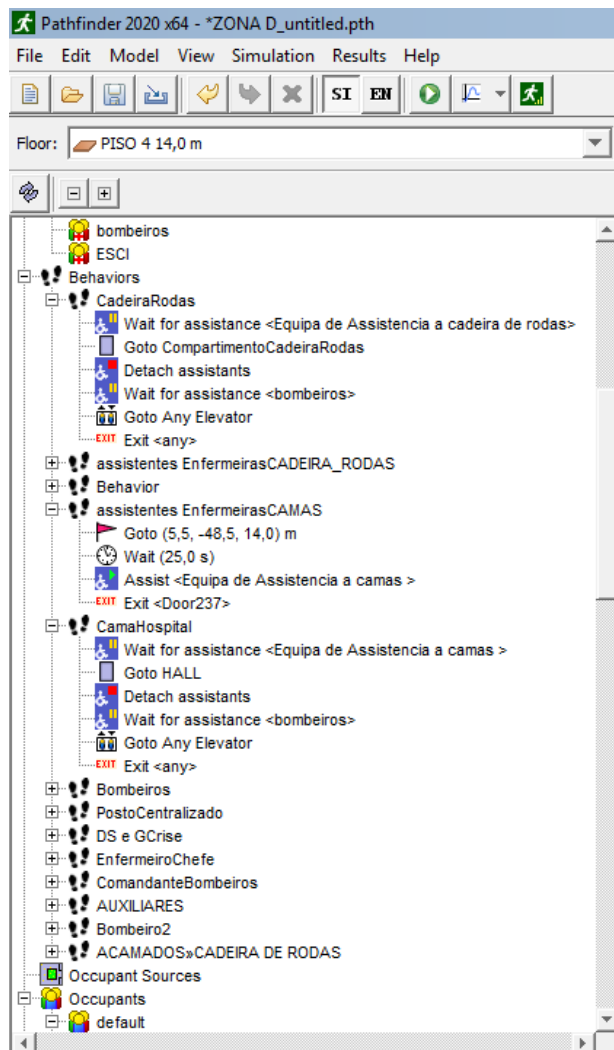 Pathfinder 2020 x64 - *ZONA D_untitled.pth
File Edit Model View Simulation Results Help
SI EN
Floor: PISO 4 14,0 m
bombeiros
ESCI
Behaviors
CadeiraRodas
Wait for assistance <Equipa de Assistencia a cadeira de rodas>
Goto CompartimentoCadeiraRodas
Detach assistants
Wait for assistance <bombeiros>
Goto Any Elevator
EXIT Exit <any>
assistentes EnfermeirasCADEIRA_RODAS
Behavior
assistentes EnfermeirasCAMAS
Goto (5,5, -48,5, 14,0) m
Wait (25,0 s)
Assist <Equipa de Assistencia a camas >
EXIT Exit <Door237>
CamaHospital
Wait for assistance <Equipa de Assistencia a camas >
Goto HALL
Detach assistants
Wait for assistance <bombeiros>
Goto Any Elevator
EXIT Exit <any>
Bombeiros
PostoCentralizado
DS e GCrise
EnfermeiroChefe
ComandanteBombeiros
AUXILIARES
Bombeiro2
ACAMADOS»CADEIRA DE RODAS
Occupant Sources
Occupants
default